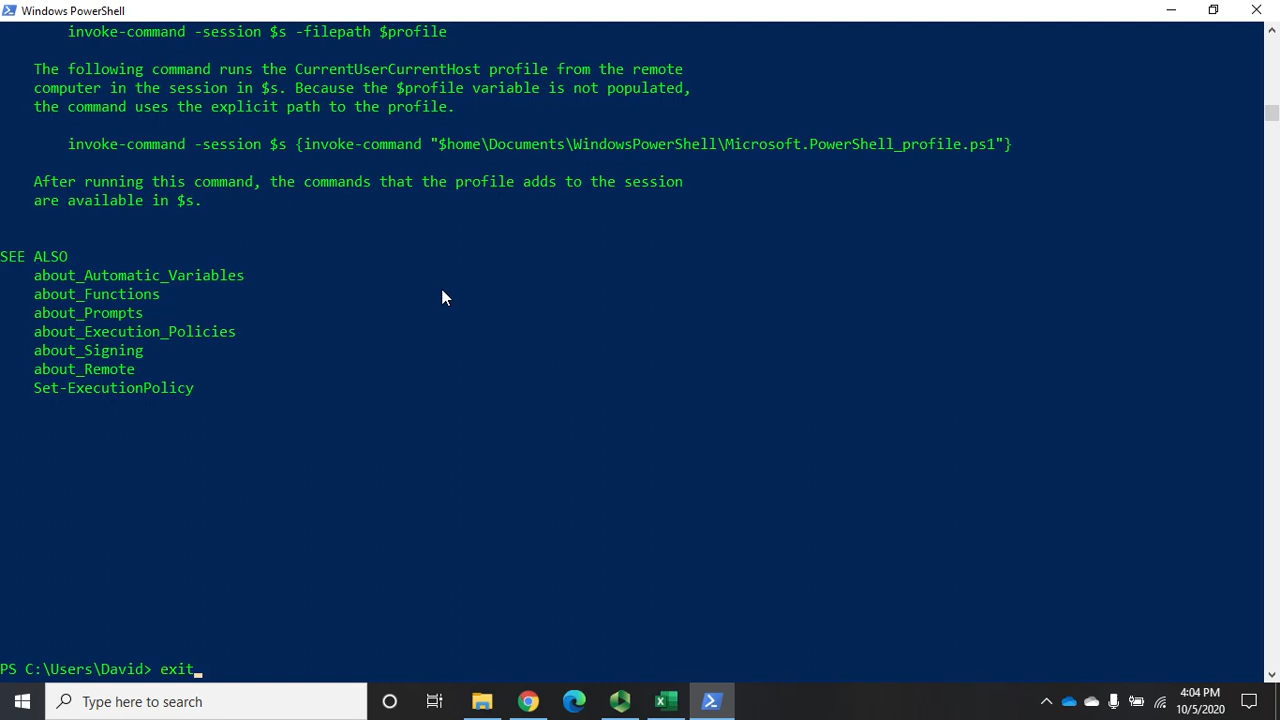 Windows PowerShell
invoke-command -session $s -filepath $profile
The following command runs the CurrentUserCurrentHost profile from the remote
computer in the session in $s. Because the $profile variable is not populated,
the command uses the explicit path to the profile.
invoke-command -session $s {invoke-command "$home\Documents\WindowsPowerShell\Microsoft.PowerShell_profile.ps1"}
After running this command, the commands that the profile adds to the session
are available in $s.
SEE ALSO
about_Automatic_Variables
about_Functions
about_Prompts
about_Execution_Policies
about_Signing
about_Remote
Set-ExecutionPolicy
PS C:\Users\David> exit
Type here to search
4:04 PM
10/5/2020